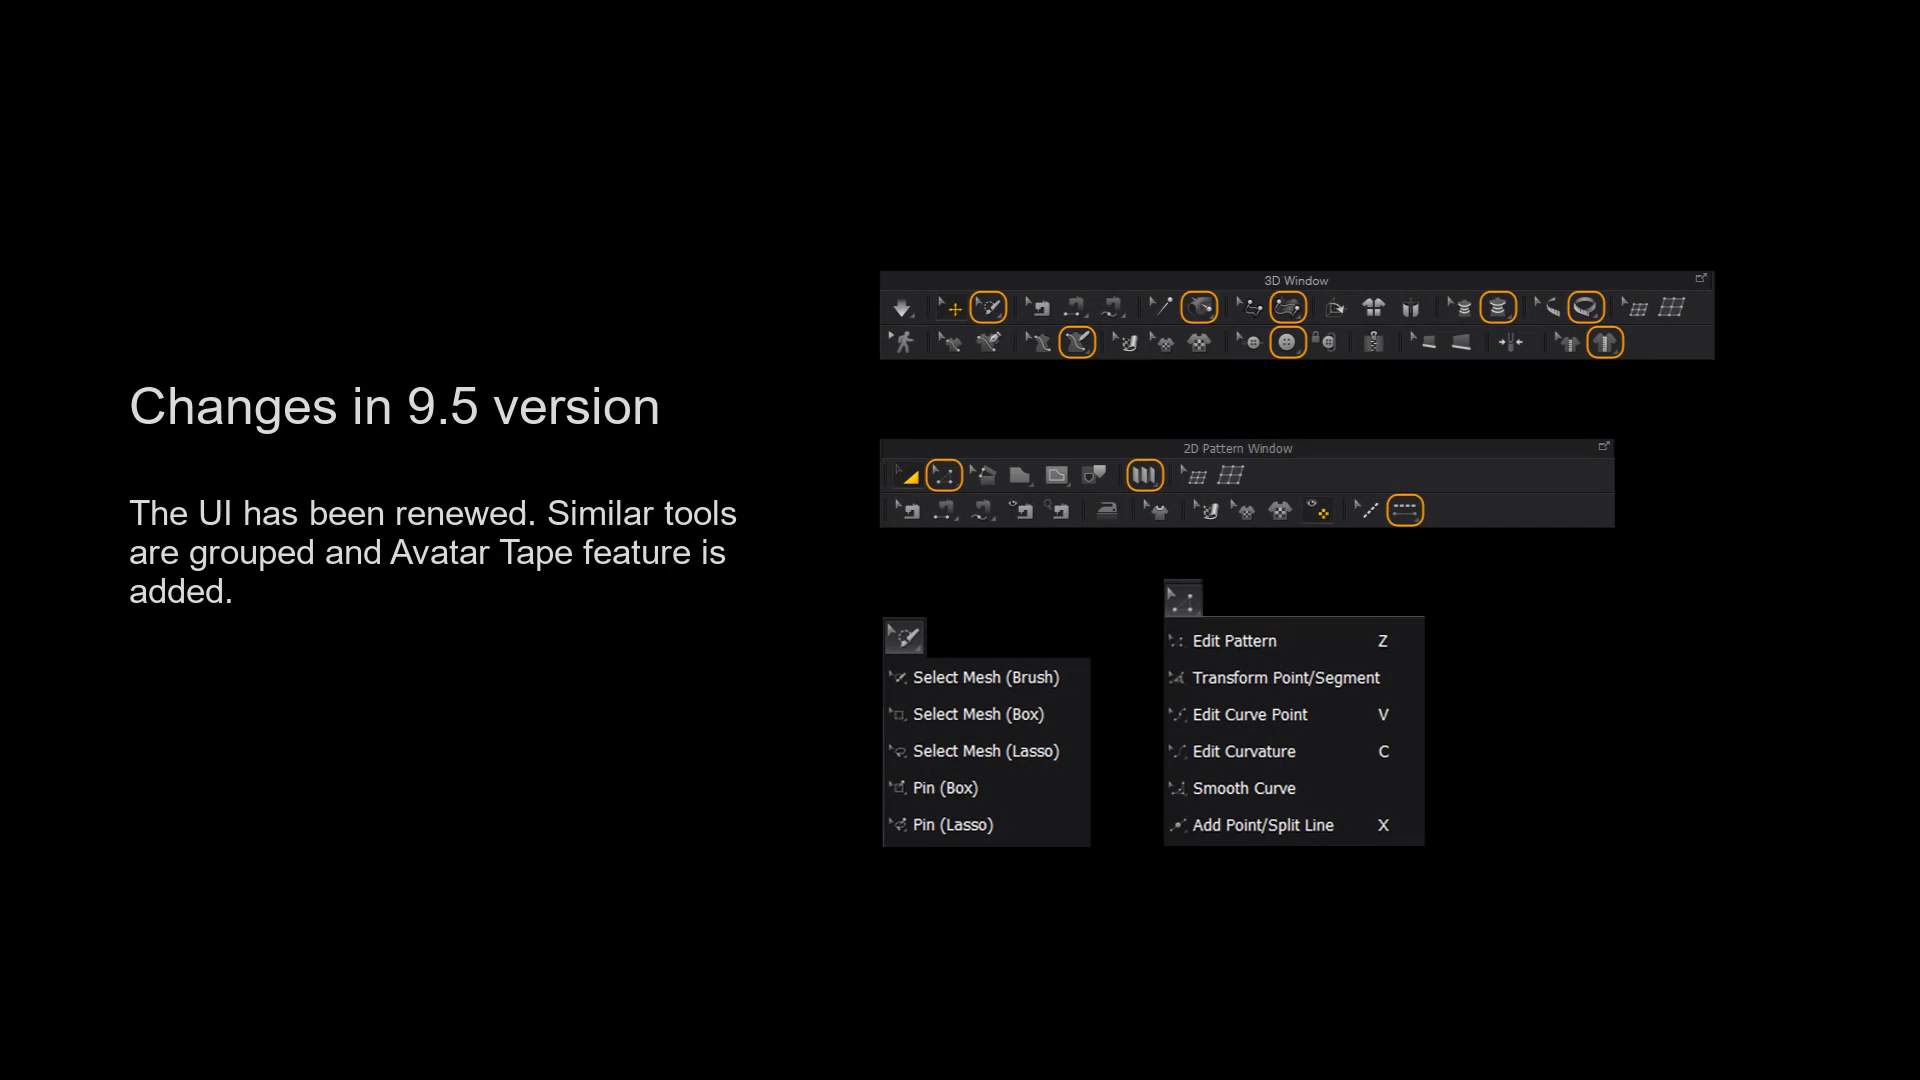 3D Window
Changes in 9.5 version
The UI has been renewed. Similar tools
are grouped and Avatar Tape feature is
added.
2D Pattern Window
Select Mesh (Brush)
Select Mesh (Box)
Select Mesh (Lasso)
Pin (Box)
Pin (Lasso)
Edit Pattern Z
Transform Point/Segment
Edit Curve Point V
Edit Curvature C
Smooth Curve
Add Point/Split Line X